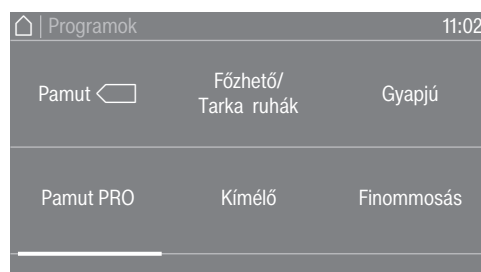 Programok 11:02
Pamut
Főzhető/
Tarka ruhák
Gyapjú
Pamut PRO
Kímélő
Finommosás